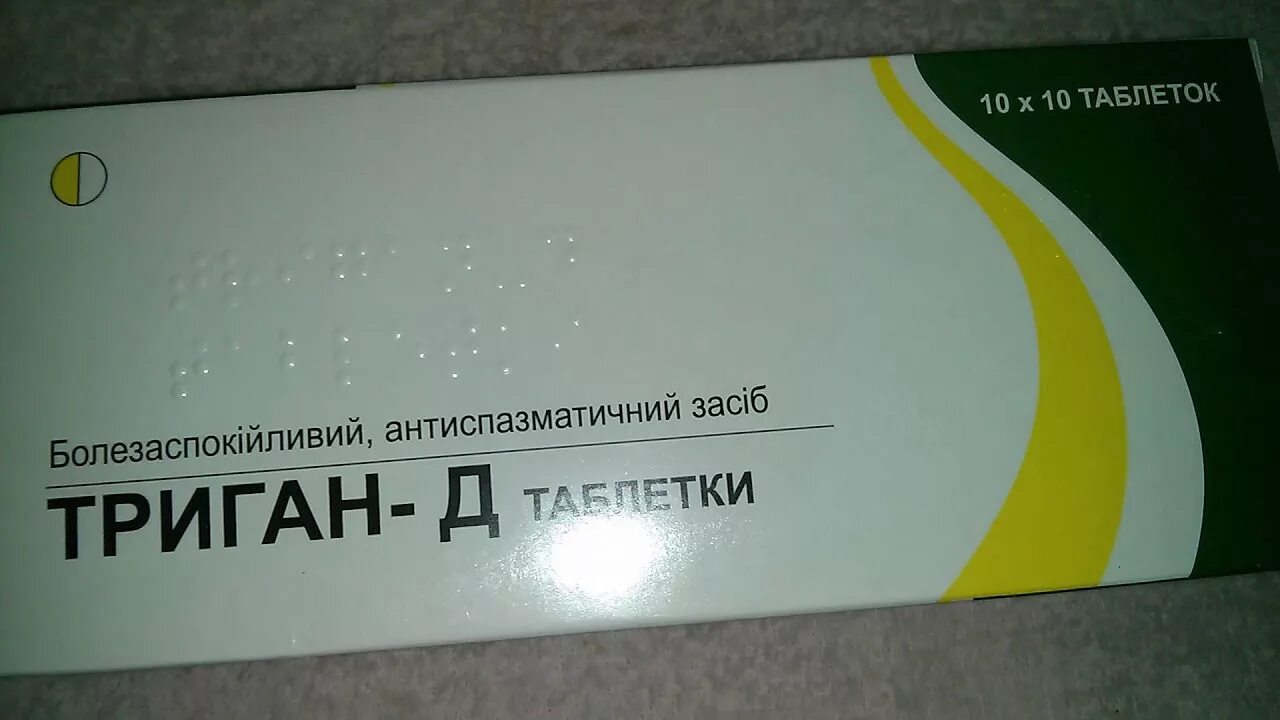 10 x 10 ТАБЛЕТОК
Болезаспокійливий, антиспазматичний засіб
ТРИГАН- Д ТАБЛЕТКИ